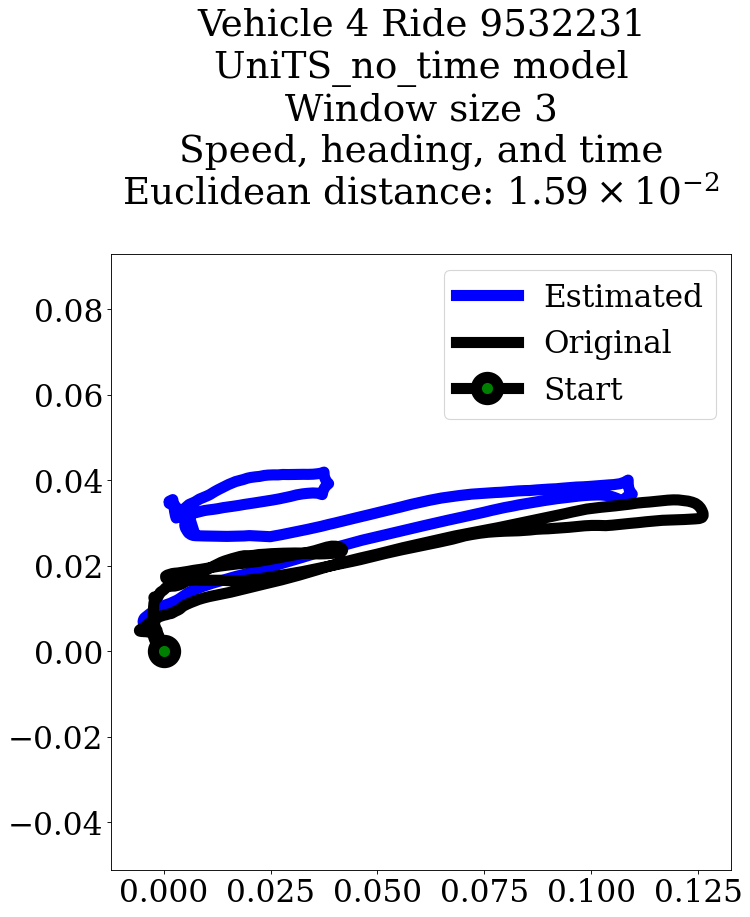 Vehicle 4 Ride 9532231
UniTS_no_time model
Window size 3
Speed, heading, and time
Euclidean distance: 1.59 × 10⁻²
Estimated
Original
Start
0.08
0.06
0.04
0.02
0.00
−0.02
−0.04
0.000 0.025 0.050 0.075 0.100 0.125